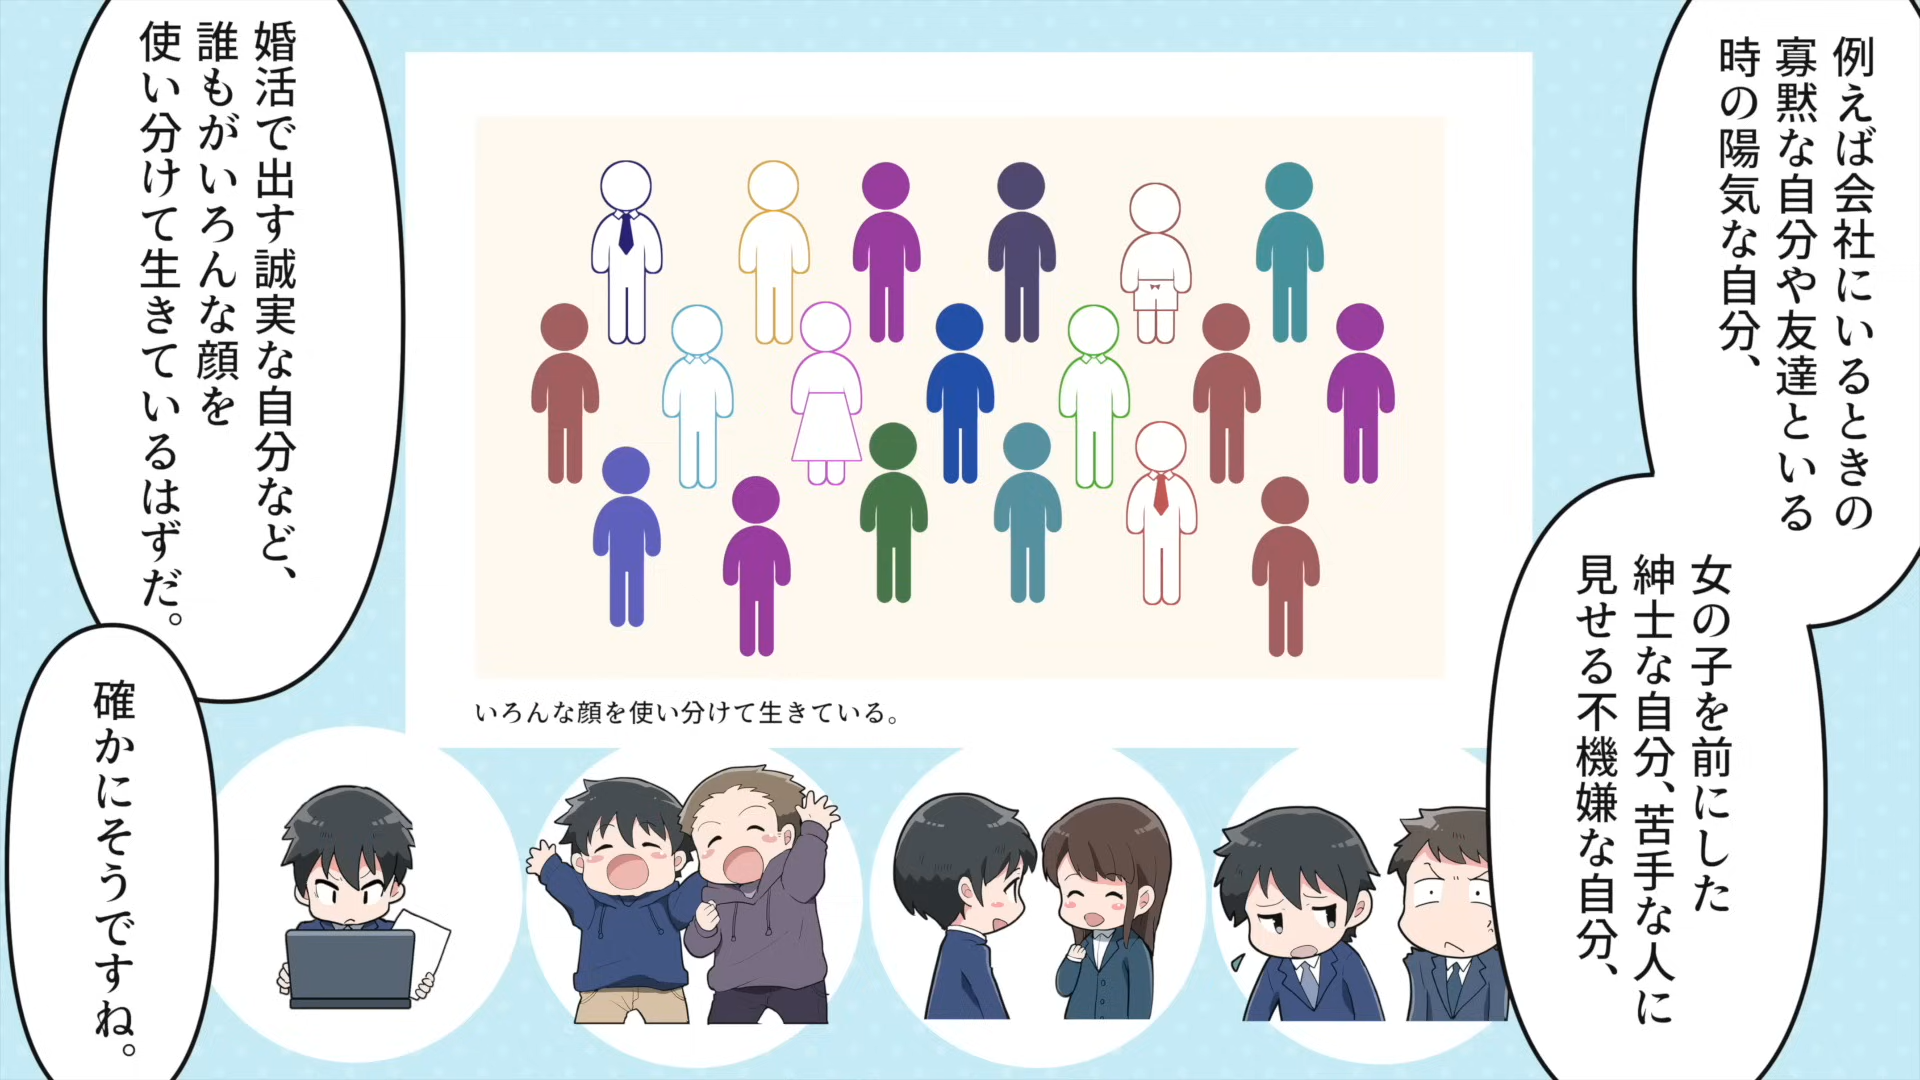 例えば会社にいるときの
寡黙な自分や友達といる
時の陽気な自分、
女の子を前にした
紳士な自分、苦手な人に
見せる不機嫌な自分、
婚活で出す誠実な自分など、
誰もがいろんな顔を
使い分けて生きているはずだ。
確かにそうですね。
いろんな顔を使い分けて生きている。